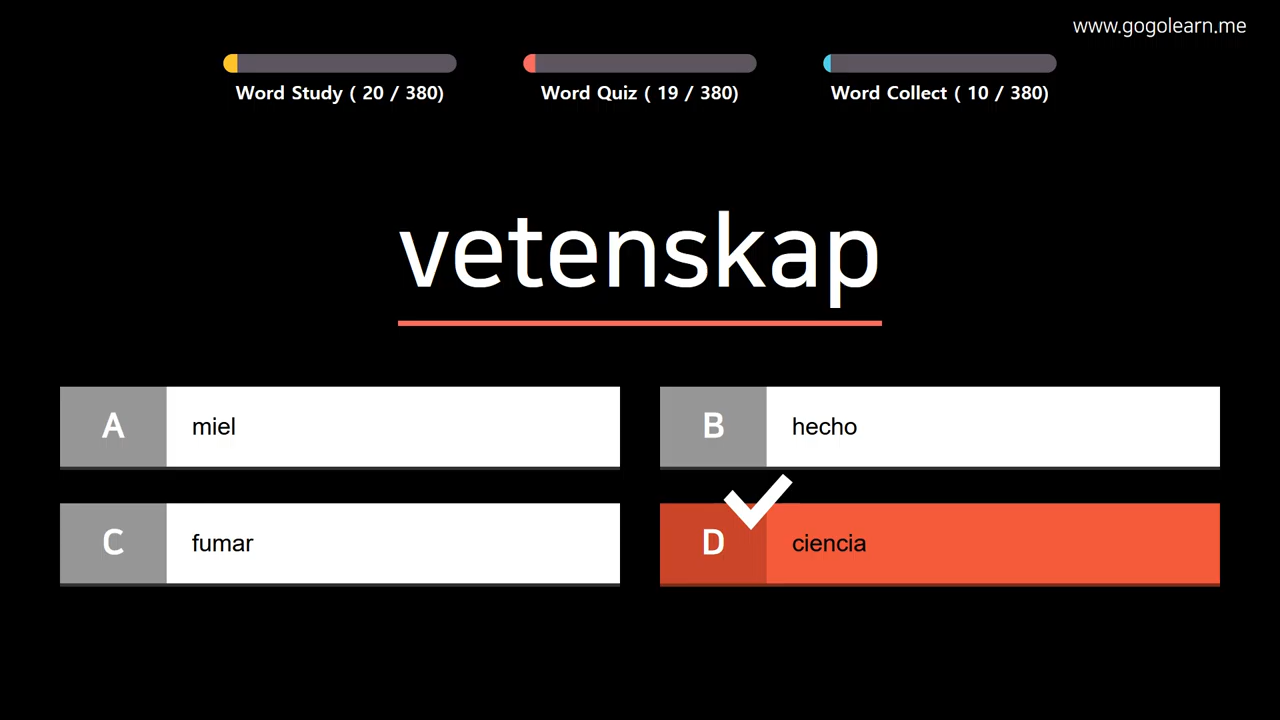 www.gogolearn.me
Word Study ( 20 / 380)
Word Quiz ( 19 / 380)
Word Collect ( 10 / 380)
vetenskap
A miel
B hecho
C fumar
D ciencia